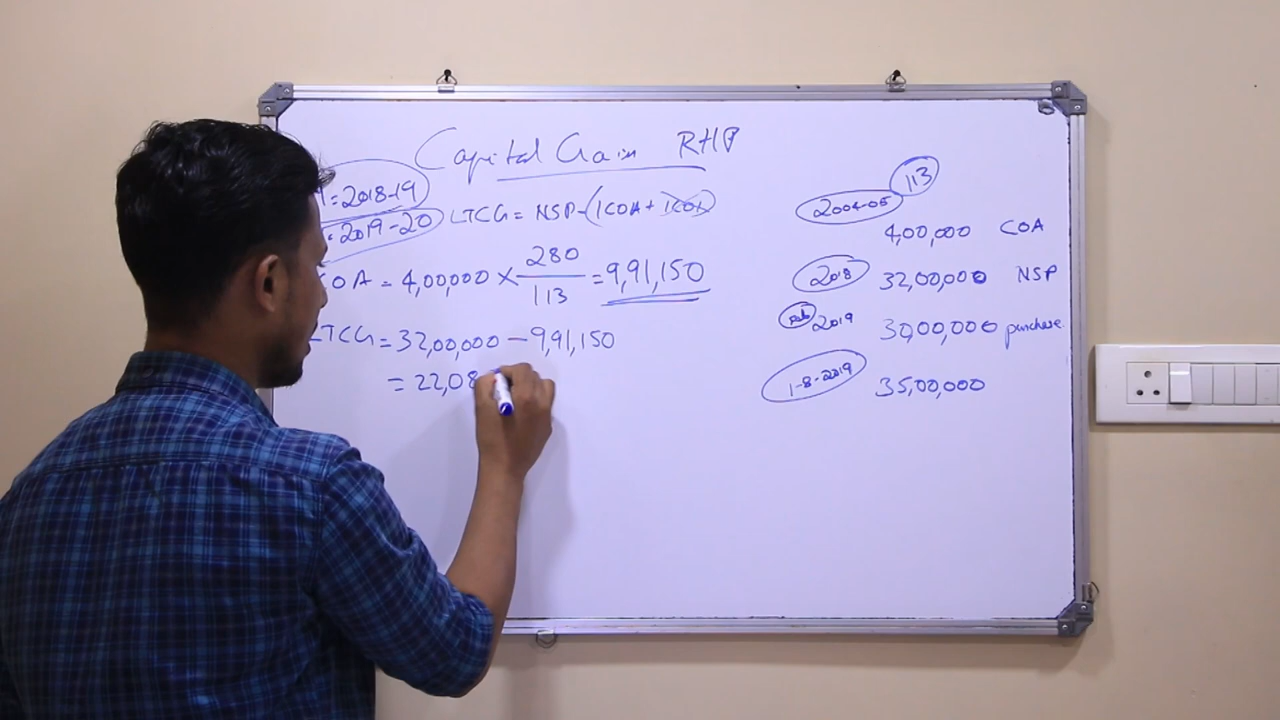 Capital Gain RHP
= 2018-19
2019-20
LTCG = NSP - (ICOA + ICOI)
COA = 4,00,000 × 280 / 113 = 9,91,150
LTCG = 32,00,000 - 9,91,150
= 22,08
113
2004-05
4,00,000 COA
2018 32,00,000 NSP
Feb 2019 30,00,000 purchase
1-8-2019 35,00,000